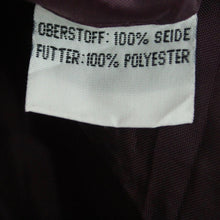 OBERSTOFF: 100% SEIDE
FUTTER: 100% POLYESTER